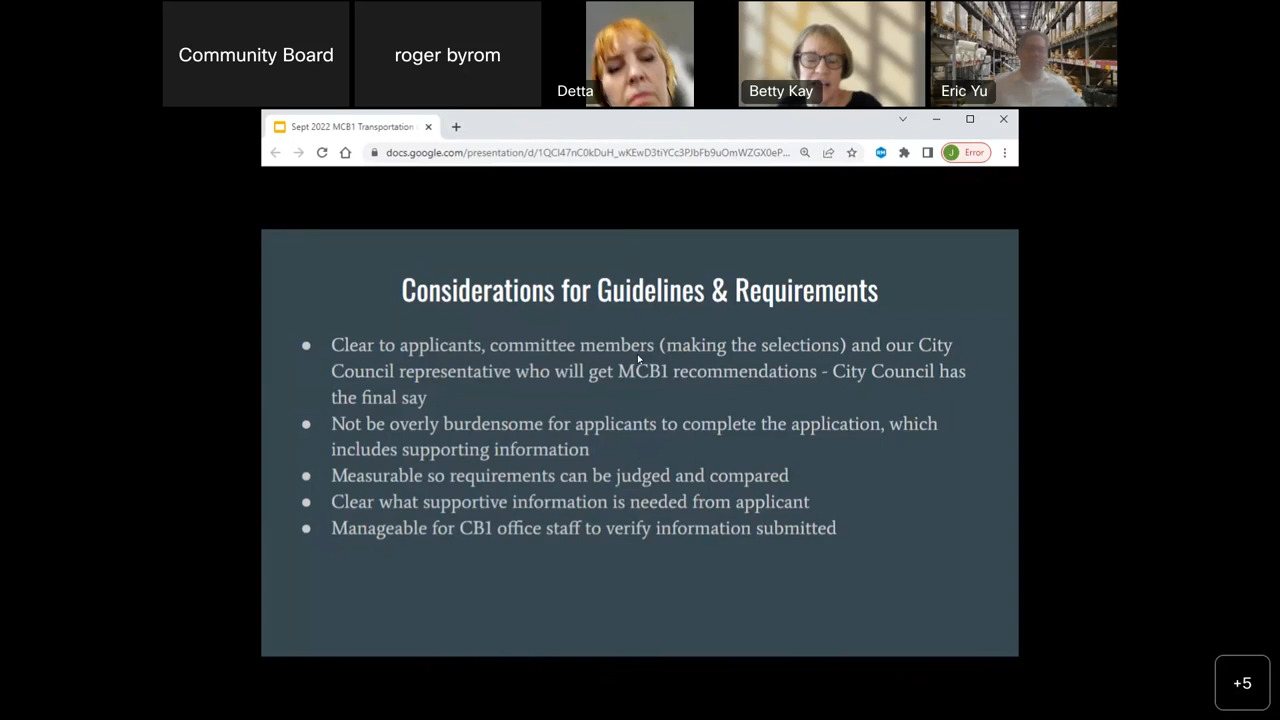 Community Board
roger byrom
Detta
Betty Kay
Eric Yu
Sept 2022 MCB1 Transportation
docs.google.com/presentation/d/1QCl47nC0kDuH_wKEwD3tiYCc3PJbFb9uOmWZGX0eP...
J Error
Considerations for Guidelines & Requirements
● Clear to applicants, committee members (making the selections) and our City
Council representative who will get MCB1 recommendations - City Council has
the final say
● Not be overly burdensome for applicants to complete the application, which
includes supporting information
● Measurable so requirements can be judged and compared
● Clear what supportive information is needed from applicant
● Manageable for CB1 office staff to verify information submitted
+5